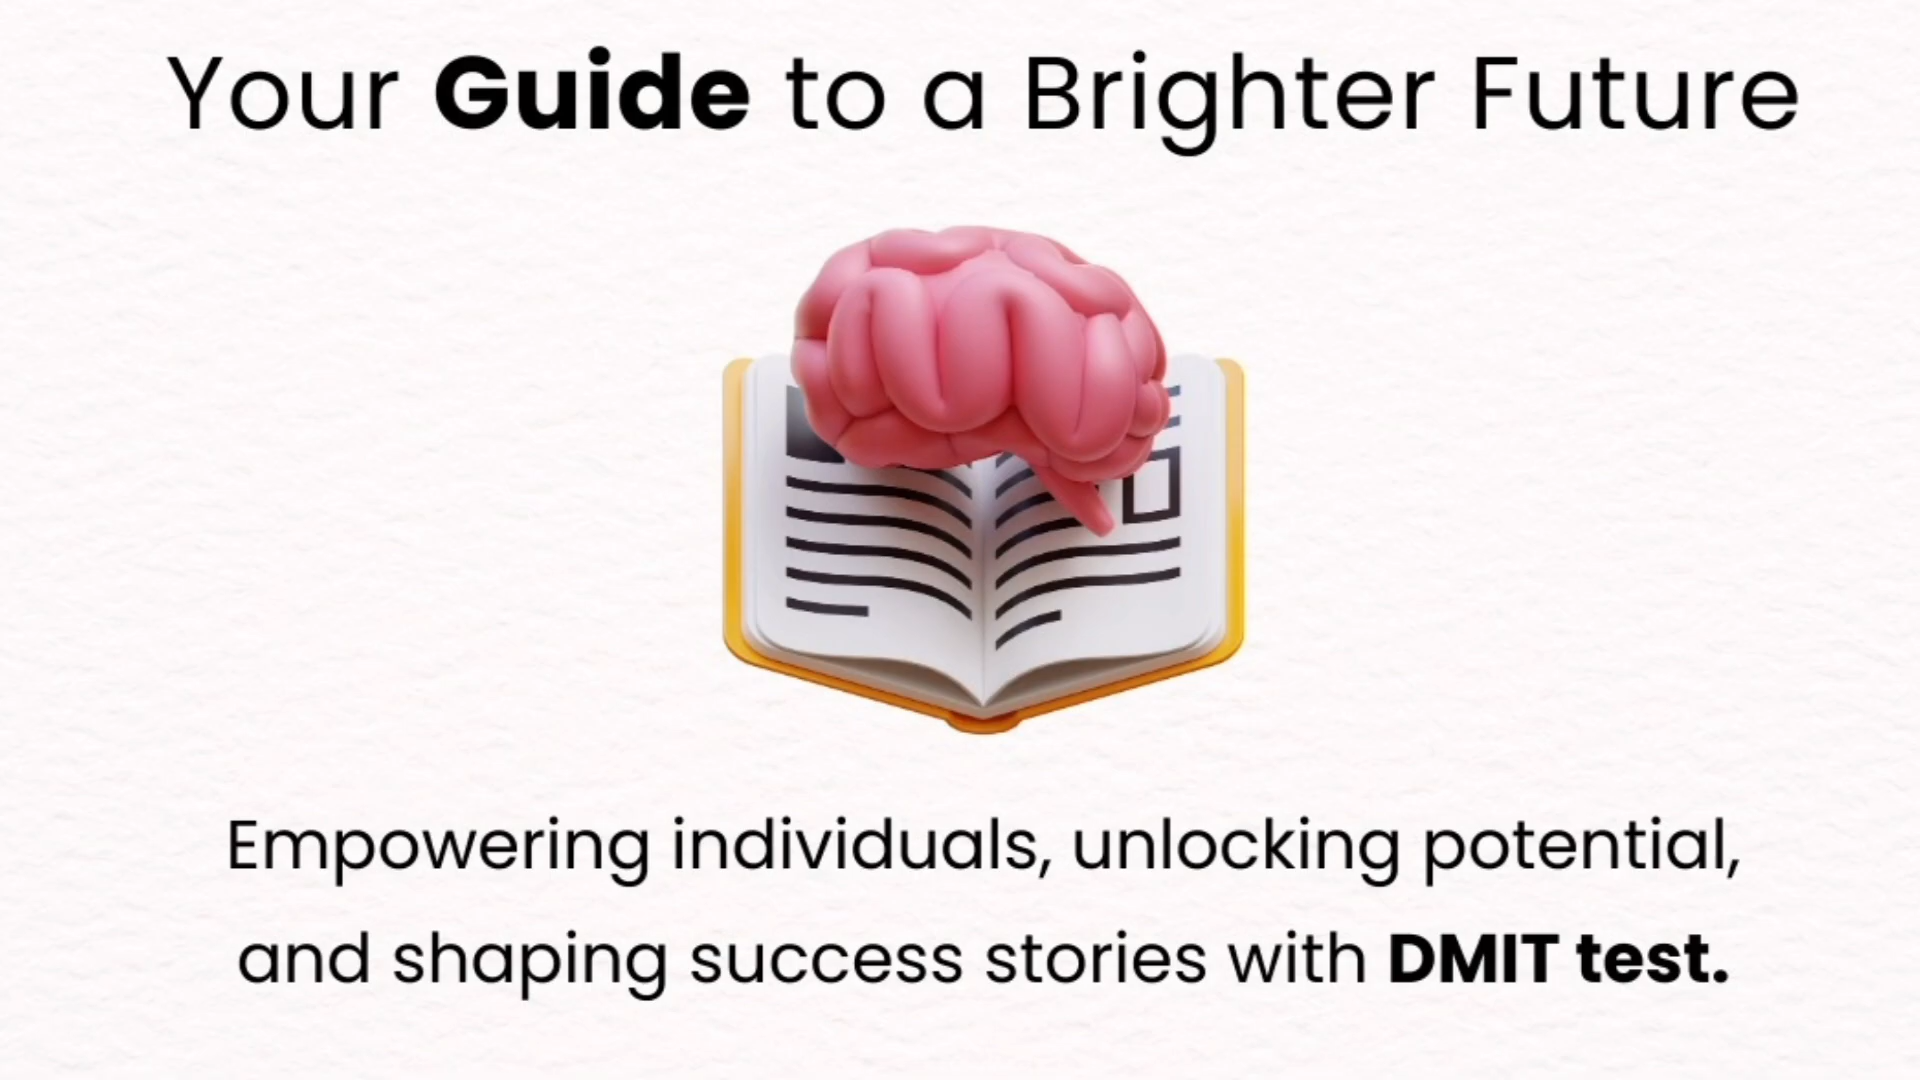 Your Guide to a Brighter Future
Empowering individuals, unlocking potential,
and shaping success stories with DMIT test.